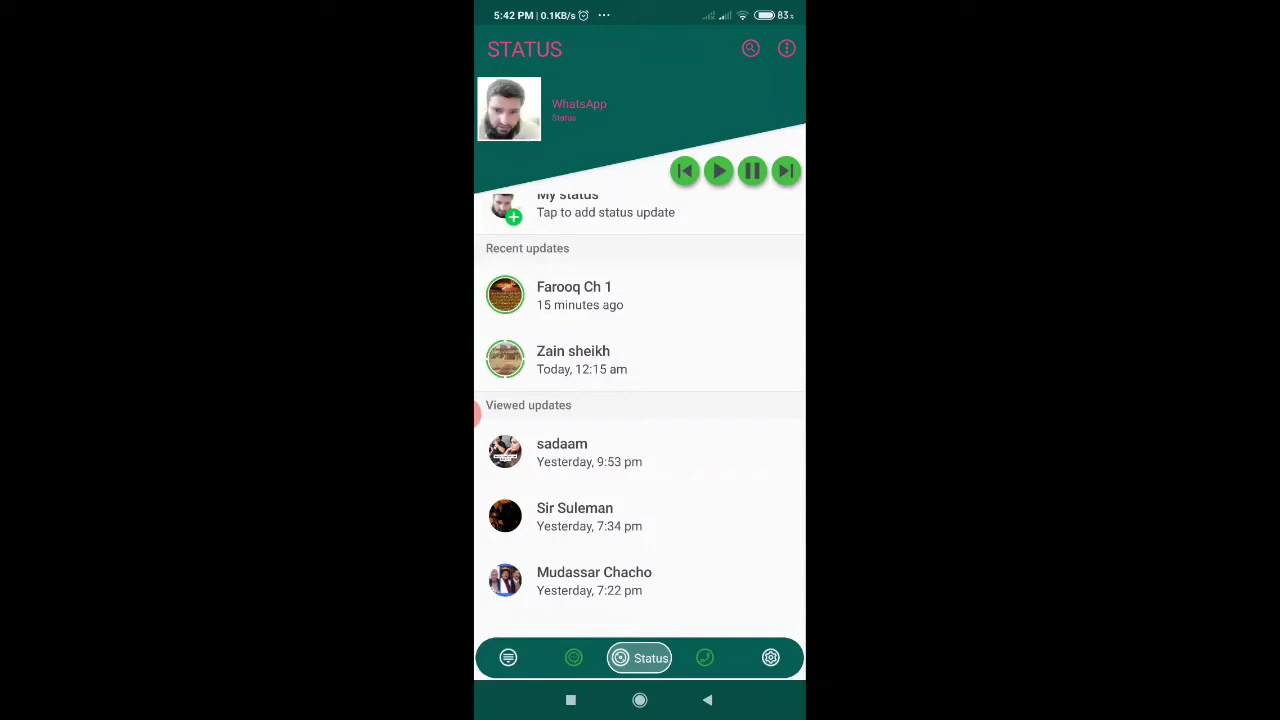 5:42 PM | 0.1KB/s ... 83%
STATUS
WhatsApp
Status
My status
Tap to add status update
Recent updates
Farooq Ch 1
15 minutes ago
Zain sheikh
Today, 12:15 am
Viewed updates
sadaam
Yesterday, 9:53 pm
Sir Suleman
Yesterday, 7:34 pm
Mudassar Chacho
Yesterday, 7:22 pm
Status